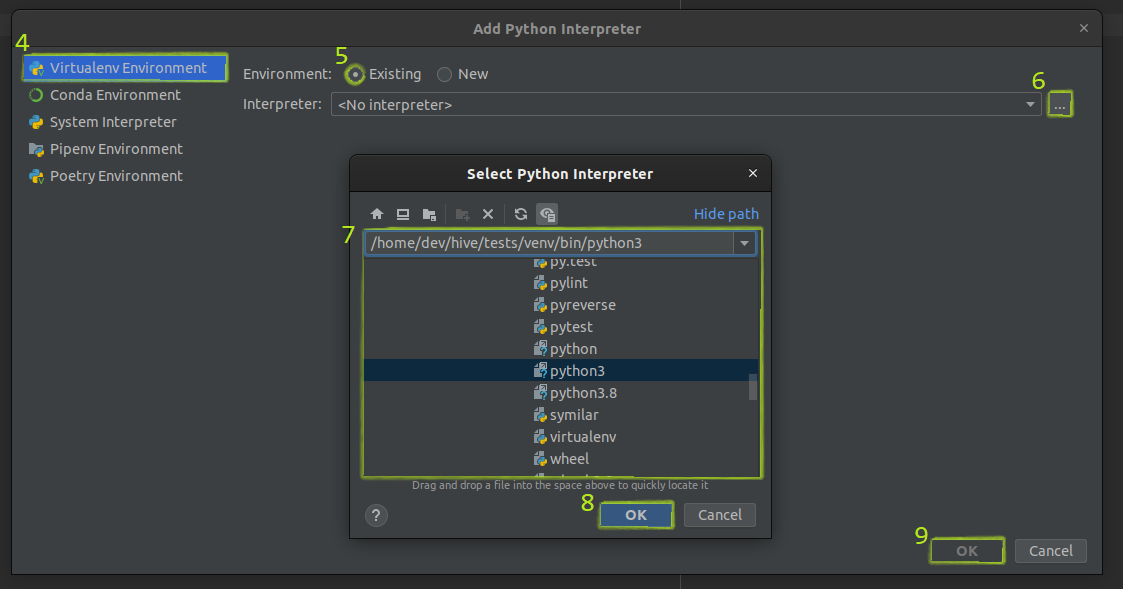 Add Python Interpreter
4
Virtualenv Environment
Conda Environment
System Interpreter
Pipenv Environment
Poetry Environment
5
Environment: Existing New
6
Interpreter: <No interpreter> ...
Select Python Interpreter
Hide path
7
/home/dev/hive/tests/venv/bin/python3
py.test
pylint
pyreverse
pytest
python
python3
python3.8
symilar
virtualenv
wheel
Drag and drop a file into the space above to quickly locate it
8
? OK Cancel
9
OK Cancel